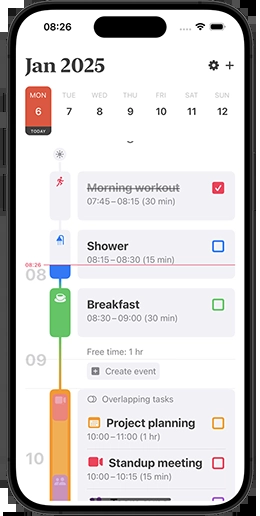 08:26
Jan 2025
MON TUE WED THU FRI SAT SUN
6 7 8 9 10 11 12
TODAY
Morning workout
07:45 – 08:15 (30 min)
Shower
08:15 – 08:30 (15 min)
08:26
08
Breakfast
08:30 – 09:00 (30 min)
Free time: 1 hr
09
Create event
Overlapping tasks
Project planning
10:00 – 11:00 (1 hr)
10
Standup meeting
10:00 – 10:15 (15 min)